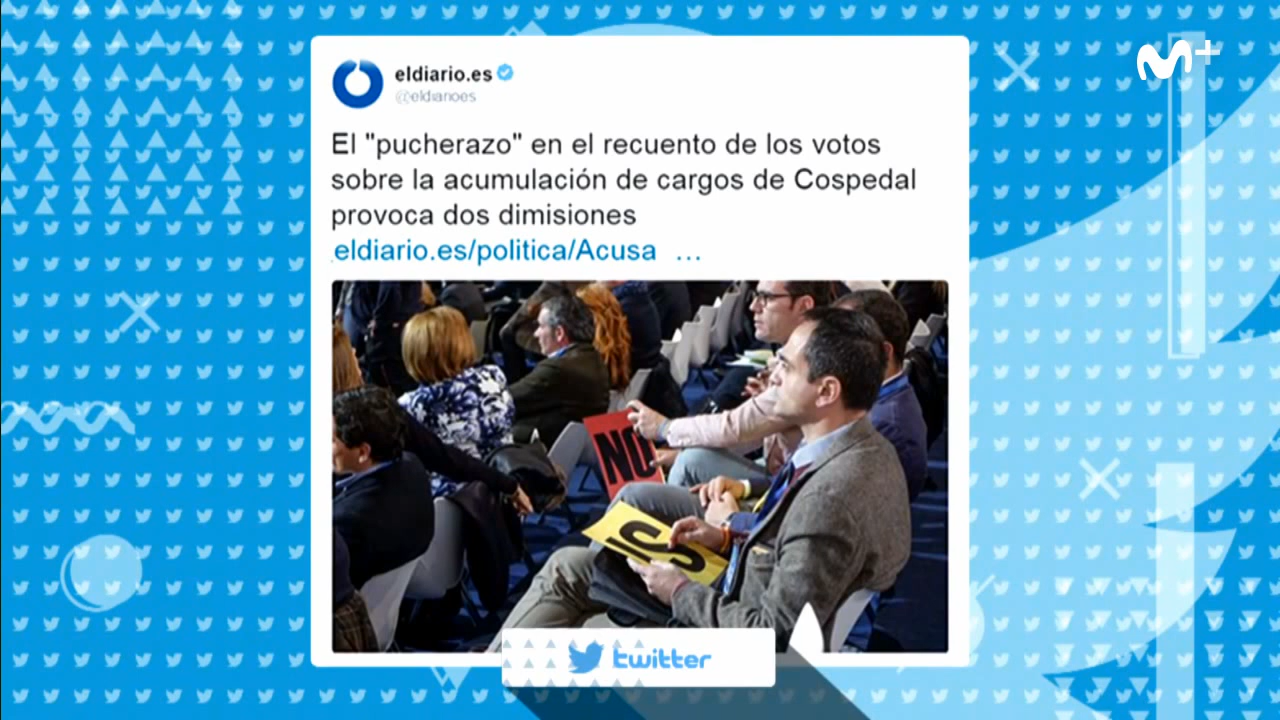 M+
eldiario.es
@eldiarioes
El "pucherazo" en el recuento de los votos
sobre la acumulación de cargos de Cospedal
provoca dos dimisiones
eldiario.es/politica/Acusa ...
NO
SI
twitter